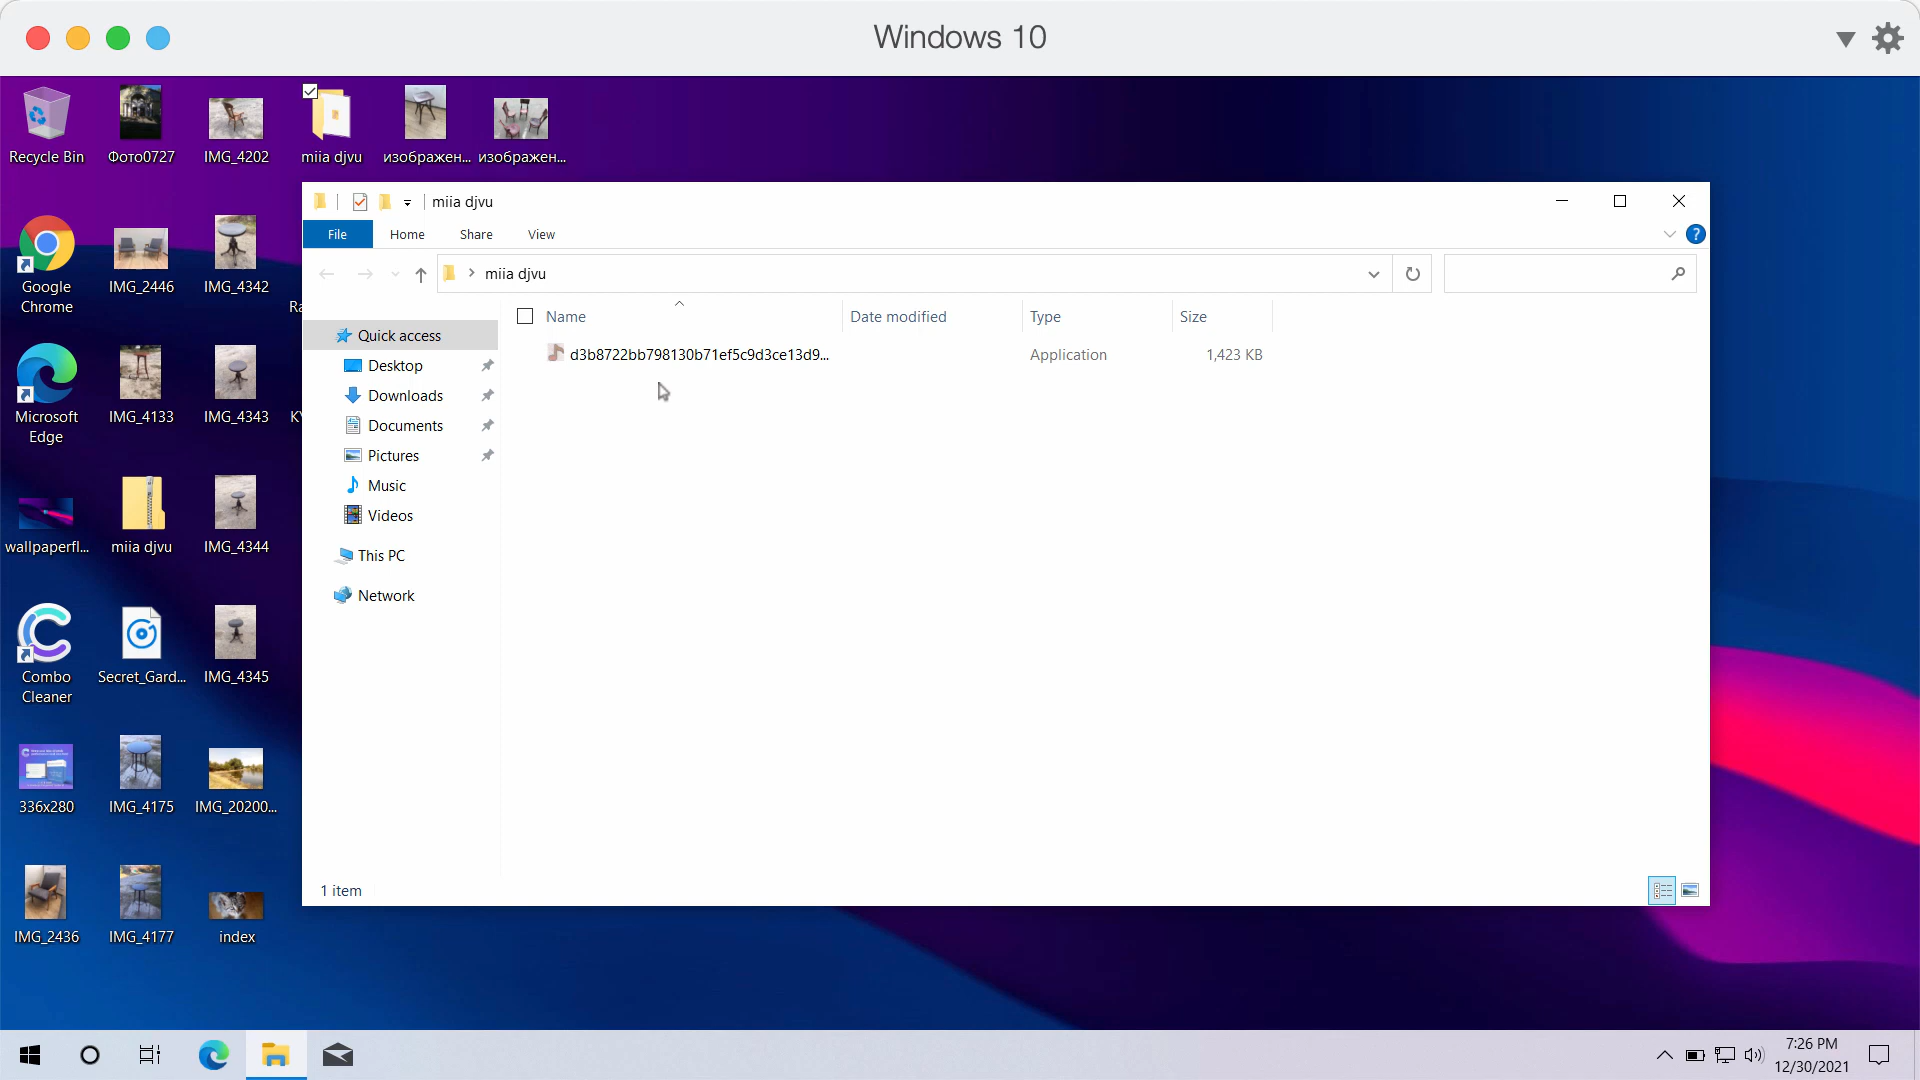 Windows 10
Recycle Bin
Фото0727
IMG_4202
miia djvu
изображен...
изображен...
miia djvu
File
Home
Share
View
?
miia djvu
Name
Date modified
Type
Size
d3b8722bb798130b71ef5c9d3ce13d9...
Application
1,423 KB
Quick access
Desktop
Downloads
Documents
Pictures
Music
Videos
This PC
Network
1 item
Google
Chrome
IMG_2446
IMG_4342
Ra
Microsoft
Edge
IMG_4133
IMG_4343
wallpaperfl...
miia djvu
IMG_4344
Combo
Cleaner
Secret_Gard...
IMG_4345
336x280
IMG_4175
IMG_20200...
IMG_2436
IMG_4177
index
7:26 PM
12/30/2021